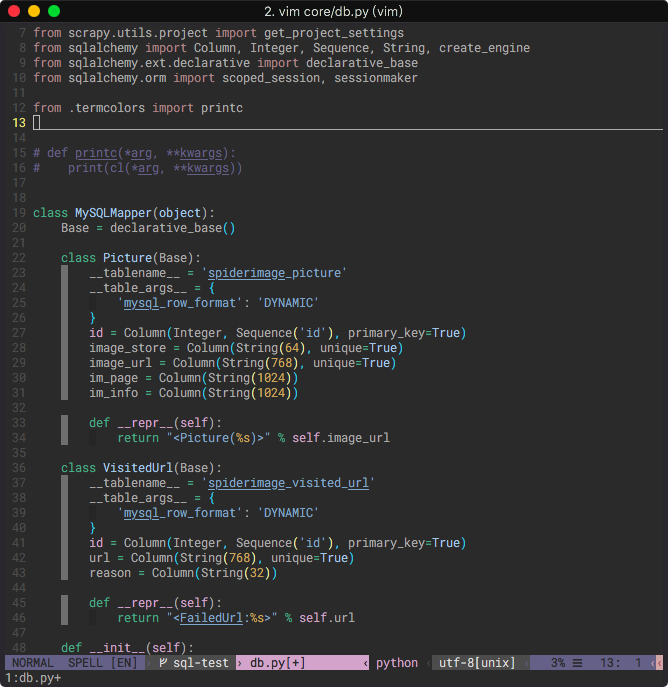 2. vim core/db.py (vim)
7 from scrapy.utils.project import get_project_settings
8 from sqlalchemy import Column, Integer, Sequence, String, create_engine
9 from sqlalchemy.ext.declarative import declarative_base
10 from sqlalchemy.orm import scoped_session, sessionmaker
11
12 from .termcolors import printc
13
14
15 # def printc(*arg, **kwargs):
16 #    print(cl(*arg, **kwargs))
17
18
19 class MySQLMapper(object):
20     Base = declarative_base()
21
22     class Picture(Base):
23         __tablename__ = 'spiderimage_picture'
24         __table_args__ = {
25             'mysql_row_format': 'DYNAMIC'
26         }
27         id = Column(Integer, Sequence('id'), primary_key=True)
28         image_store = Column(String(64), unique=True)
29         image_url = Column(String(768), unique=True)
30         im_page = Column(String(1024))
31         im_info = Column(String(1024))
32
33         def __repr__(self):
34             return "<Picture(%s)>" % self.image_url
35
36     class VisitedUrl(Base):
37         __tablename__ = 'spiderimage_visited_url'
38         __table_args__ = {
39             'mysql_row_format': 'DYNAMIC'
40         }
41         id = Column(Integer, Sequence('id'), primary_key=True)
42         url = Column(String(768), unique=True)
43         reason = Column(String(32))
44
45         def __repr__(self):
46             return "<FailedUrl:%s>" % self.url
47
48     def __init__(self):
NORMAL  SPELL [EN] › sql-test › db.py[+] ‹ python ‹ utf-8[unix] ‹ 3% ☰ 13: 1 ‹‹
1:db.py+